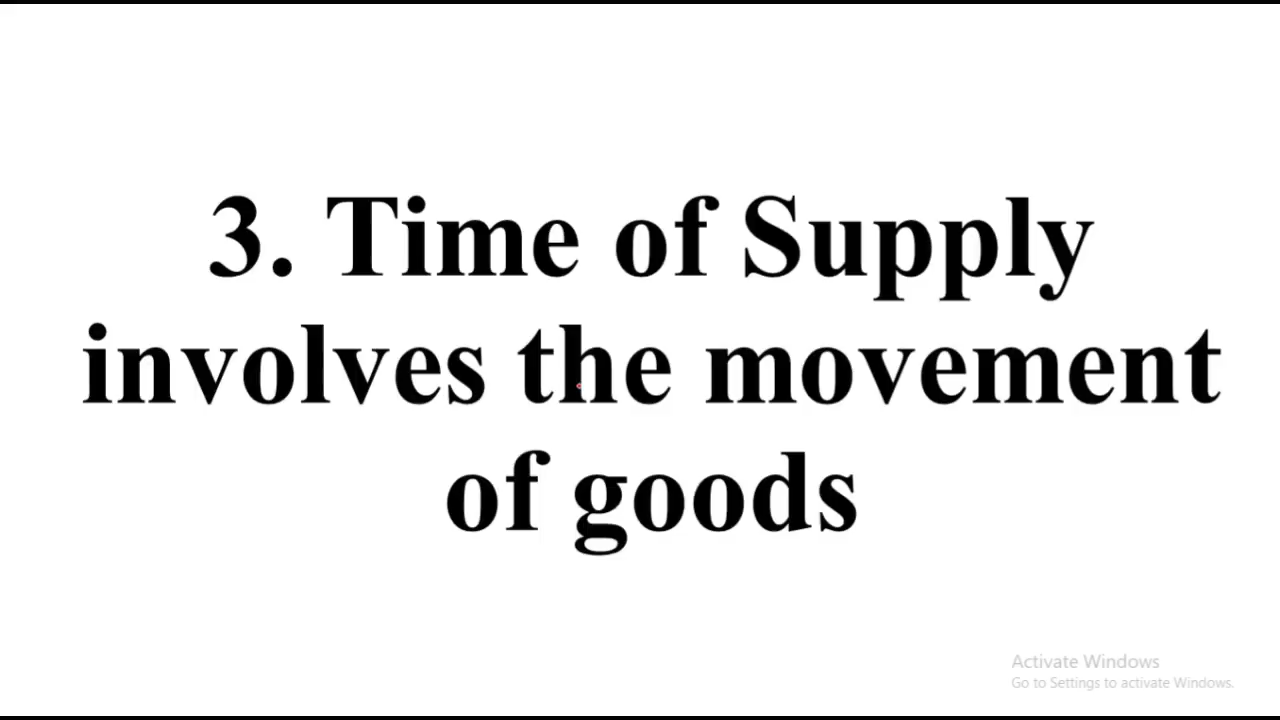 3. Time of Supply
involves the movement
of goods
Activate Windows
Go to Settings to activate Windows.